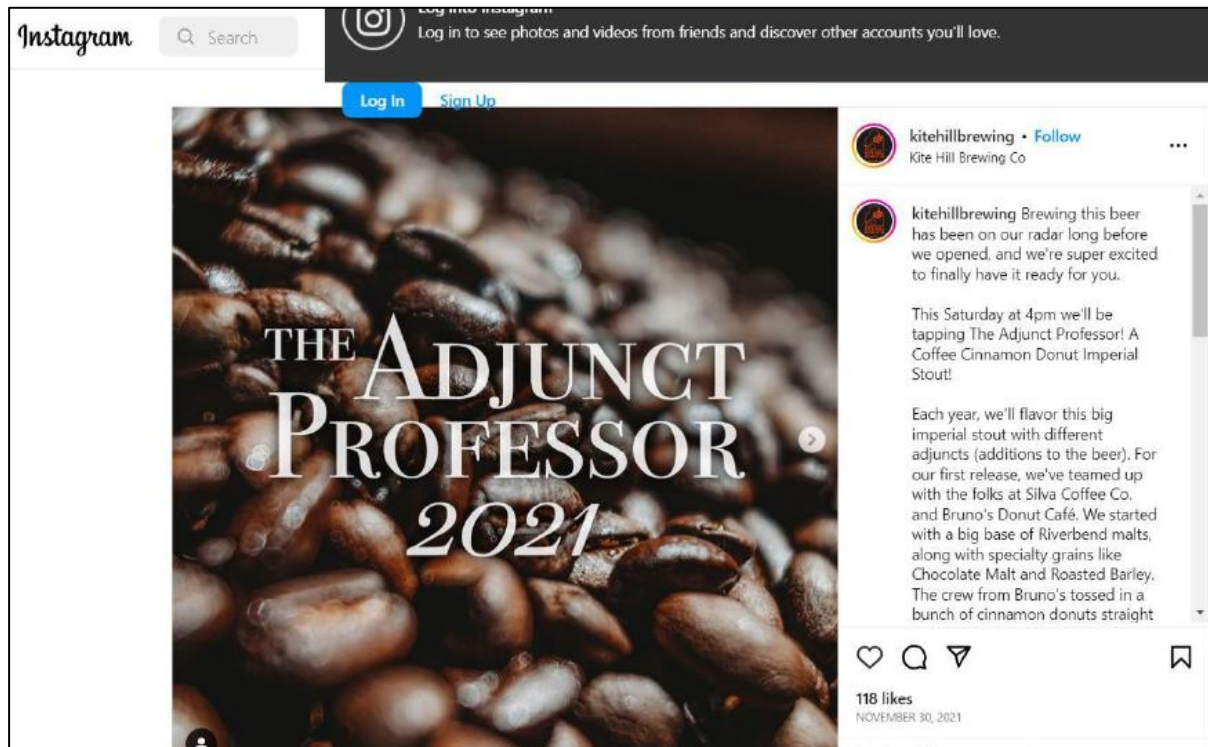 Instagram
Search
Log into Instagram
Log in to see photos and videos from friends and discover other accounts you'll love.
Log In Sign Up
THE ADJUNCT
PROFESSOR
2021
kitehillbrewing • Follow
Kite Hill Brewing Co
kitehillbrewing Brewing this beer
has been on our radar long before
we opened, and we're super excited
to finally have it ready for you.
This Saturday at 4pm we'll be
tapping The Adjunct Professor! A
Coffee Cinnamon Donut Imperial
Stout!
Each year, we'll flavor this big
imperial stout with different
adjuncts (additions to the beer). For
our first release, we've teamed up
with the folks at Silva Coffee Co.
and Bruno's Donut Café. We started
with a big base of Riverbend malts,
along with specialty grains like
Chocolate Malt and Roasted Barley.
The crew from Bruno's tossed in a
bunch of cinnamon donuts straight
118 likes
NOVEMBER 30, 2021